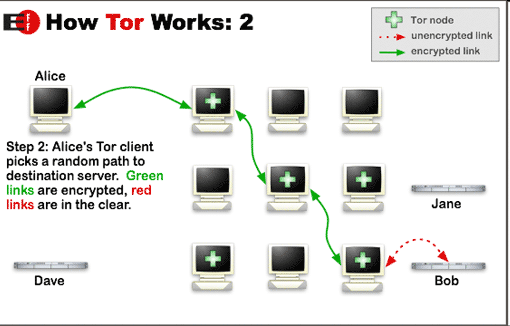 EFF How Tor Works: 2
Tor node
unencrypted link
encrypted link
Alice
Step 2: Alice's Tor client
picks a random path to
destination server. Green
links are encrypted, red
links are in the clear.
Jane
Dave
Bob